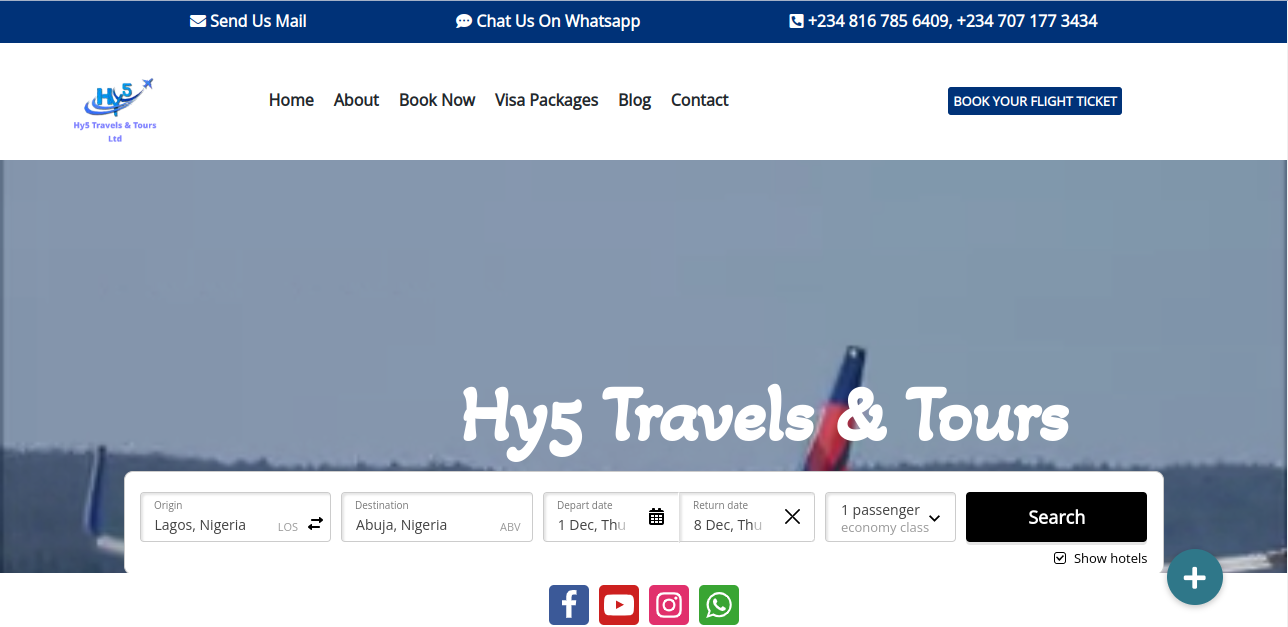 Send Us Mail
Chat Us On Whatsapp
+234 816 785 6409, +234 707 177 3434
Hy5
Hy5 Travels & Tours
Ltd
Home
About
Book Now
Visa Packages
Blog
Contact
BOOK YOUR FLIGHT TICKET
Hy5 Travels & Tours
Origin
Lagos, Nigeria LOS
Destination
Abuja, Nigeria ABV
Depart date
1 Dec, Thu
Return date
8 Dec, Thu
1 passenger
economy class
Search
Show hotels